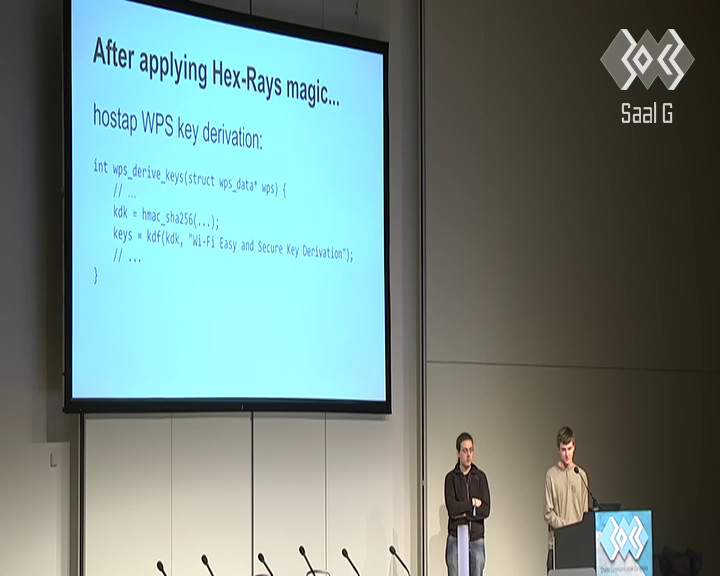 After applying Hex-Rays magic...
hostap WPS key derivation:
int wps_derive_keys(struct wps_data* wps) {
// ...
kdk = hmac_sha256(...);
keys = kdf(kdk, "Wi-Fi Easy and Secure Key Derivation");
// ...
}
Saal G